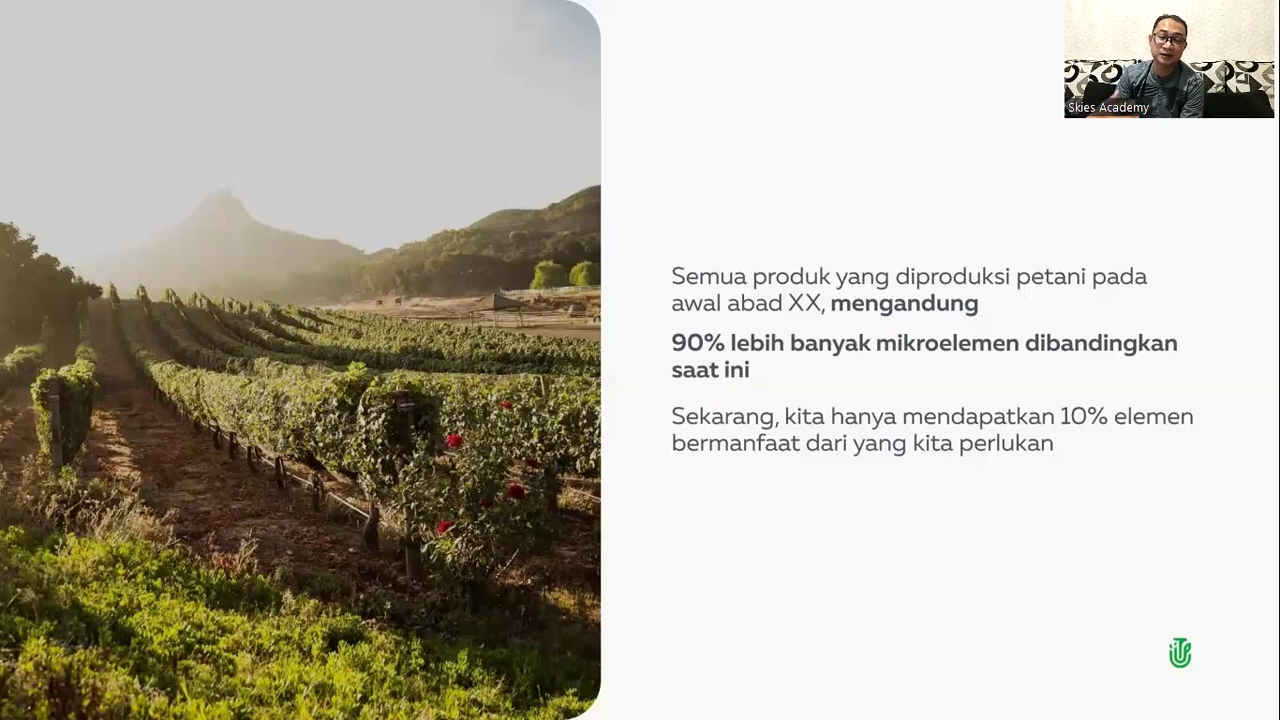 Skies Academy
Semua produk yang diproduksi petani pada
awal abad XX, mengandung
90% lebih banyak mikroelemen dibandingkan
saat ini
Sekarang, kita hanya mendapatkan 10% elemen
bermanfaat dari yang kita perlukan